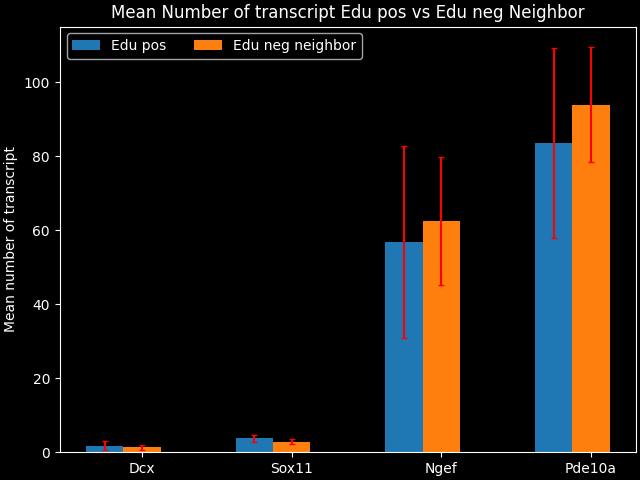 Mean Number of transcript Edu pos vs Edu neg Neighbor
Edu pos
Edu neg neighbor
Mean number of transcript
100
80
60
40
20
0
Dcx
Sox11
Ngef
Pde10a